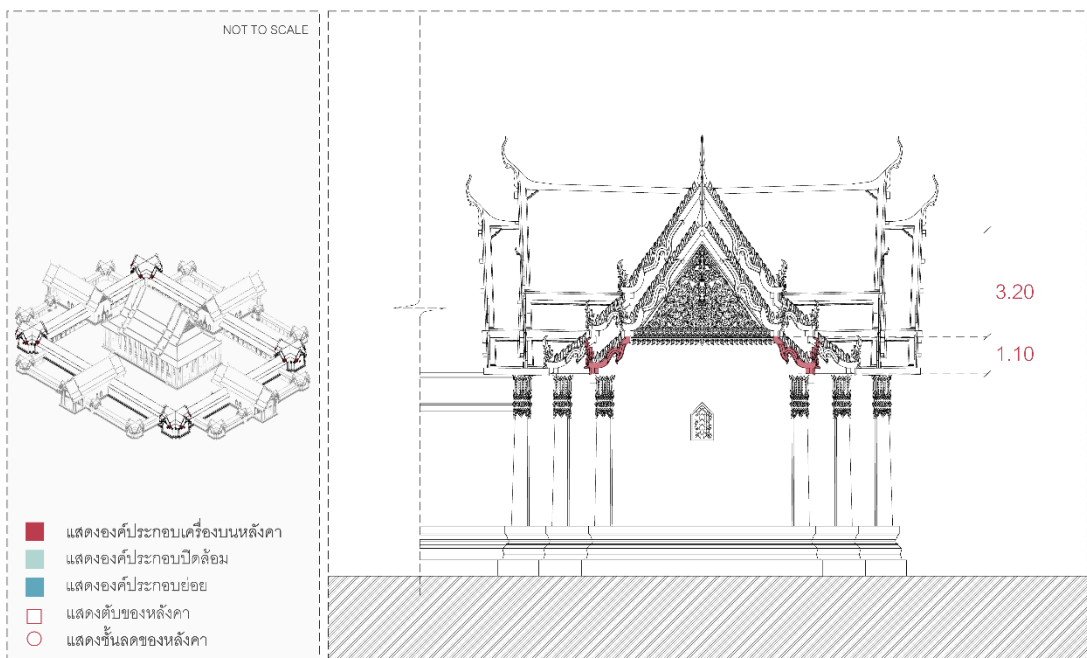 NOT TO SCALE
3.20
1.10
แสดงองค์ประกอบเครื่องบนหลังคา
แสดงองค์ประกอบปิดล้อม
แสดงองค์ประกอบย่อย
แสดงตับของหลังคา
แสดงชั้นลดของหลังคา